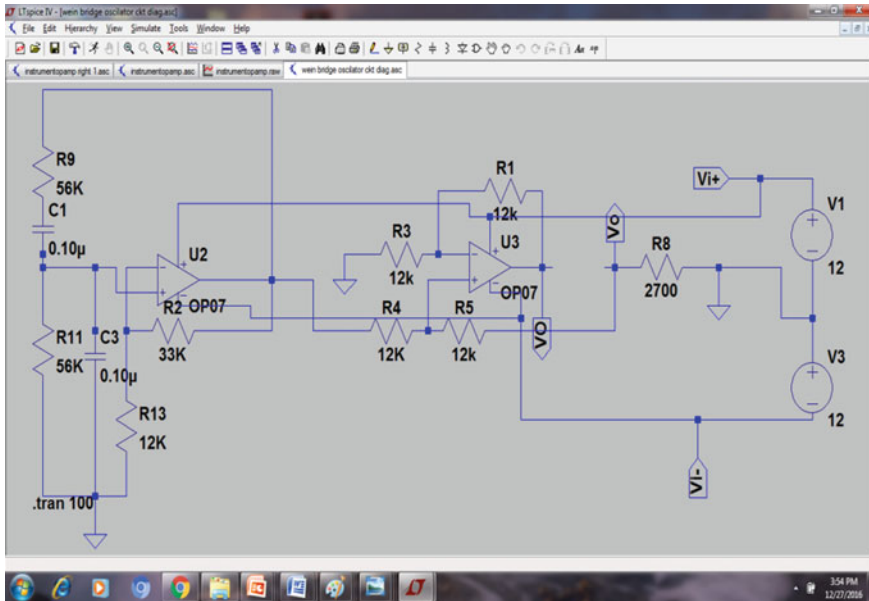 LTspice IV - [wein bridge oscilator ckt diag.asc]
File Edit Hierarchy View Simulate Tools Window Help
instrumentopamp right 1.asc instrumentopamp.asc instrumentopamp.raw wein bridge oscilator ckt diag.asc
R9
56K
C1
0.10µ
R11
56K
C3
0.10µ
U2
OP07
R2
33K
R13
12K
.tran 100
R1
12k
R3
12k
U3
OP07
R4
12K
R5
12k
VO
Vo
R8
2700
Vi+
V1
12
V3
12
Vi-
3:54 PM
12/27/2016